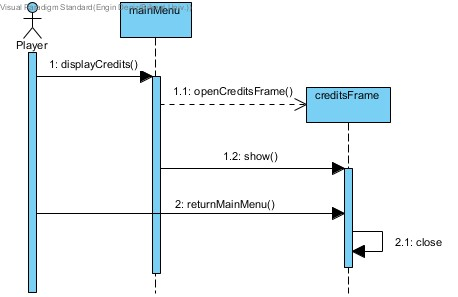 Visual Paradigm Standard(Engin
mainMenu
Player
1: displayCredits()
1.1: openCreditsFrame()
creditsFrame
1.2: show()
2: returnMainMenu()
2.1: close